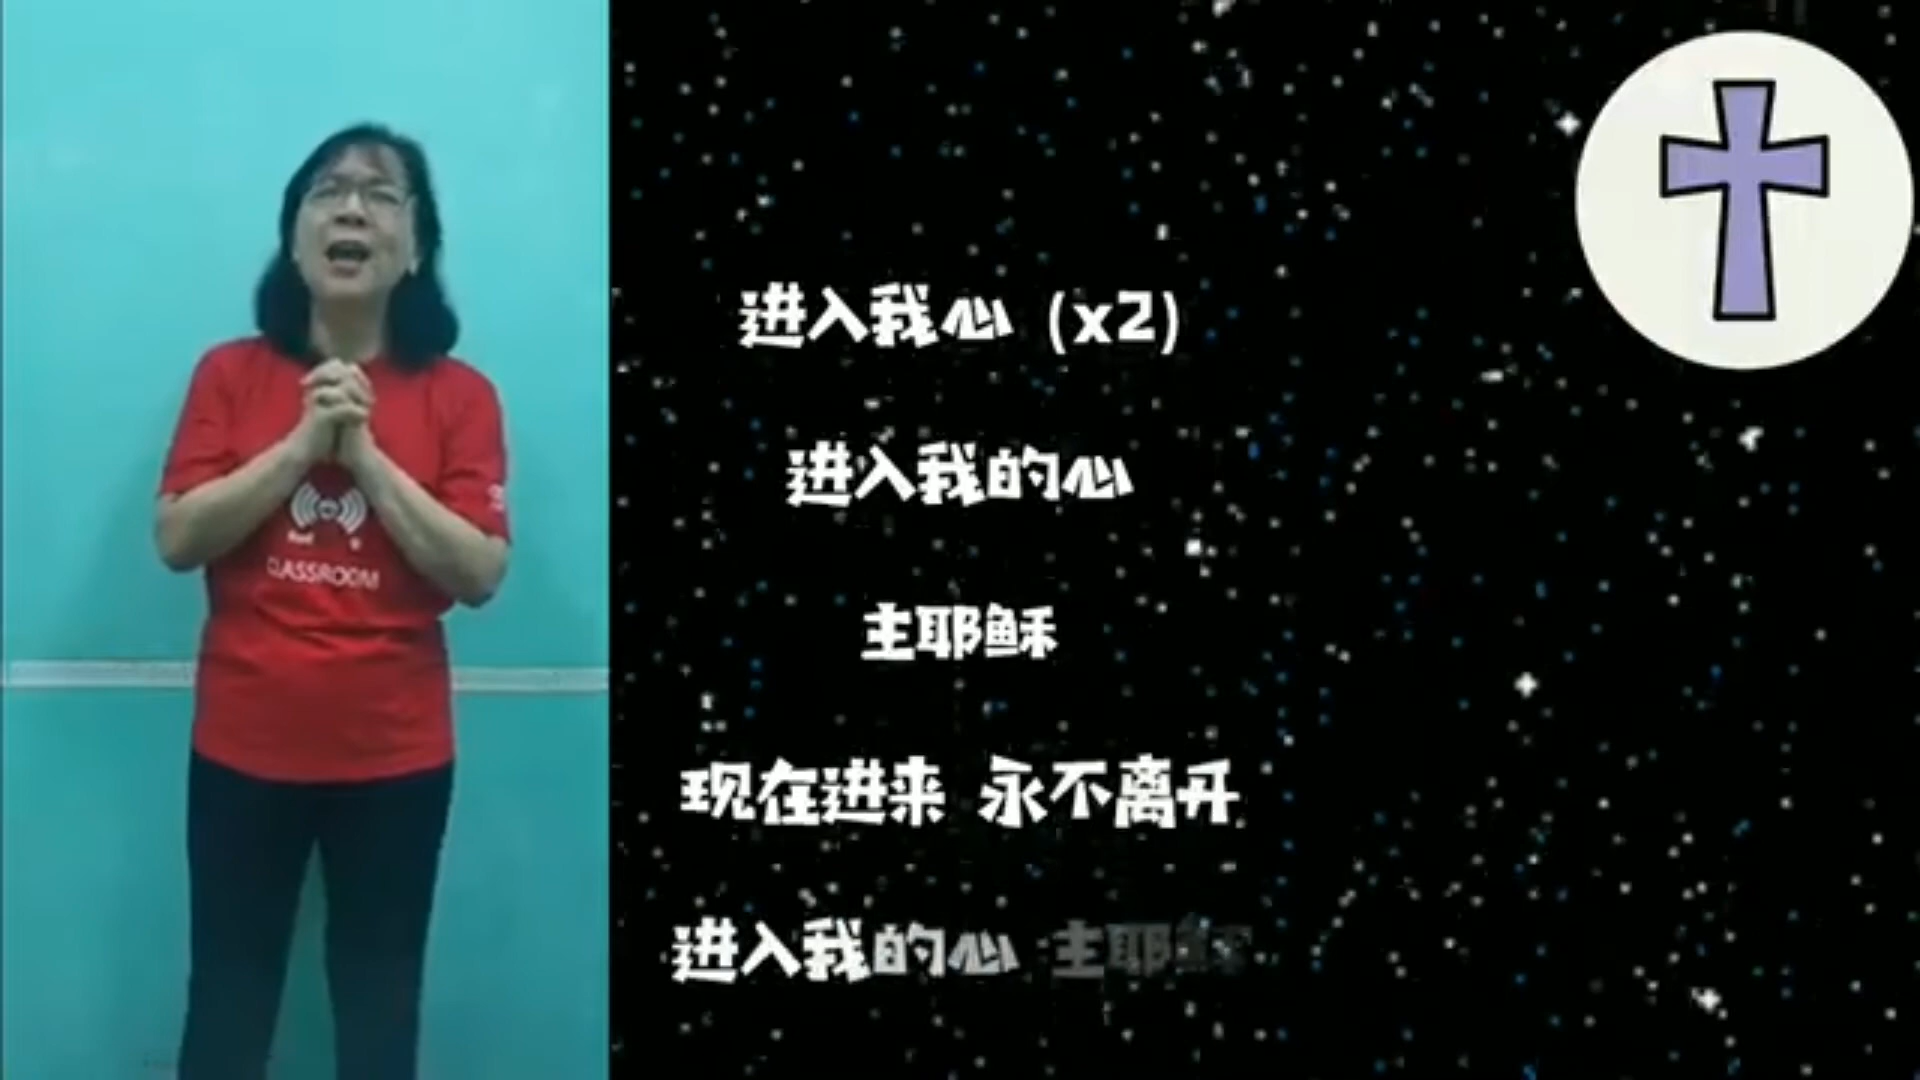 进入我心 (x2)
进入我的心
主耶稣
现在进来 永不离开
进入我的心 主耶稣
CLASSROOM